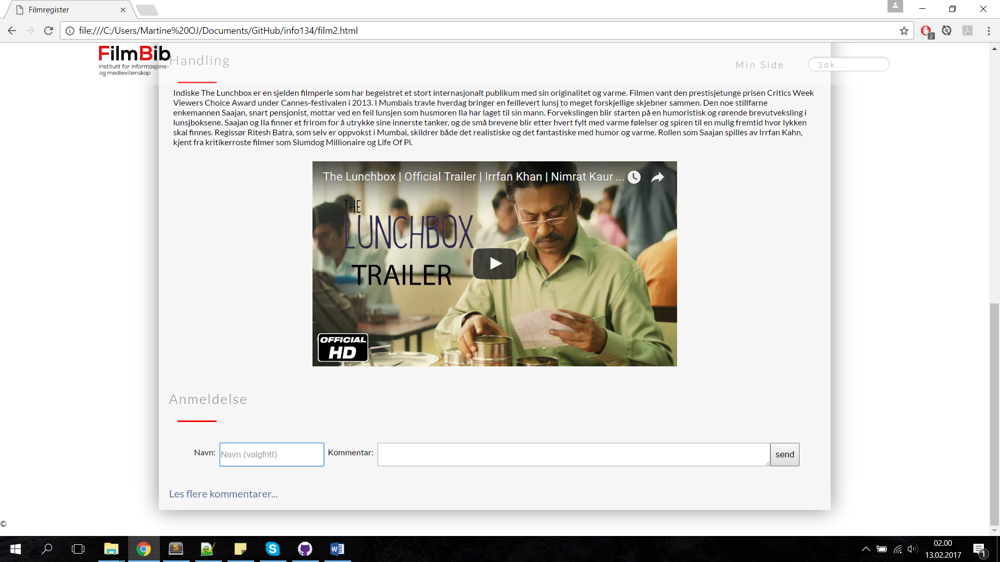 Filmregister
file:///C:/Users/Martine%20OJ/Documents/GitHub/info134/film2.html
2
FilmBib
Institutt for informasjons-
og medievitenskap
Handling
Min Side
Søk...
Indiske The Lunchbox er en sjelden filmperle som har begeistret et stort internasjonalt publikum med sin originalitet og varme. Filmen vant den prestisjetunge prisen Critics Week
Viewers Choice Award under Cannes-festivalen i 2013. I Mumbais travle hverdag bringer en feillevert lunsj to meget forskjellige skjebner sammen. Den noe stillfarne
enkemannen Saajan, snart pensjonist, mottar ved en feil lunsjen som husmoren Ila har laget til sin mann. Forvekslingen blir starten på en humoristisk og rørende brevutveksling i
lunsjboksene. Saajan og Ila finner et frirom for å utrykke sine innerste tanker, og de små brevene blir etter hvert fylt med varme følelser og spiren til en mulig fremtid hvor lykken
skal finnes. Regissør Ritesh Batra, som selv er oppvokst i Mumbai, skildrer både det realistiske og det fantastiske med humor og varme. Rollen som Saajan spilles av Irrfan Kahn,
kjent fra kritikerroste filmer som Slumdog Millionaire og Life Of Pi.
The Lunchbox | Official Trailer | Irrfan Khan | Nimrat Kaur ...
THE
LUNCHBOX
TRAILER
OFFICIAL
HD
Anmeldelse
Navn:
Navn (valgfritt)
Kommentar:
send
Les flere kommentarer...
©
02.00
13.02.2017
1